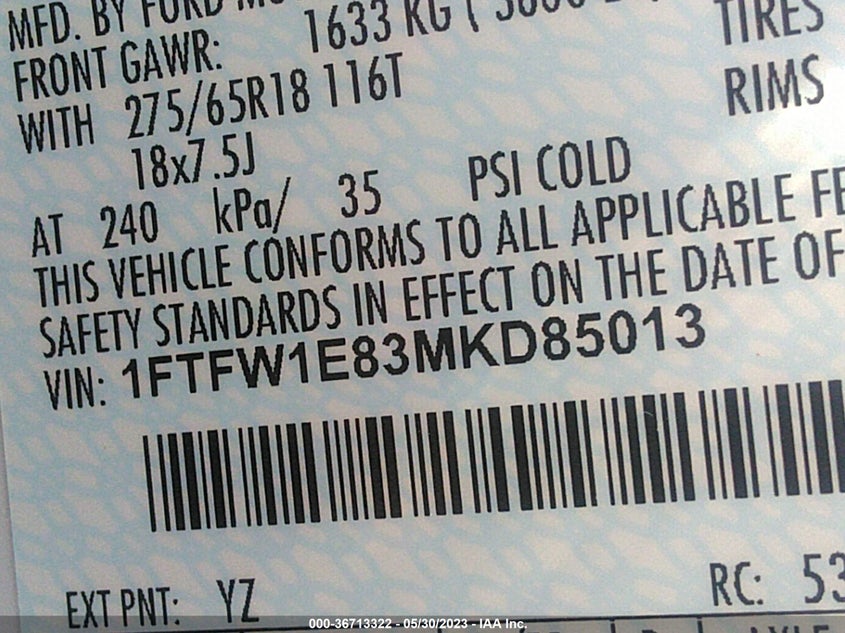 MFD. BY FORD
FRONT GAWR: 1633 KG ( TIRES
WITH 275/65R18 116T RIMS
18x7.5J
AT 240 kPa/ 35 PSI COLD
THIS VEHICLE CONFORMS TO ALL APPLICABLE FE
SAFETY STANDARDS IN EFFECT ON THE DATE OF
VIN: 1FTFW1E83MKD85013
EXT PNT: YZ RC: 53
000-36713322 - 05/30/2023 - IAA Inc.